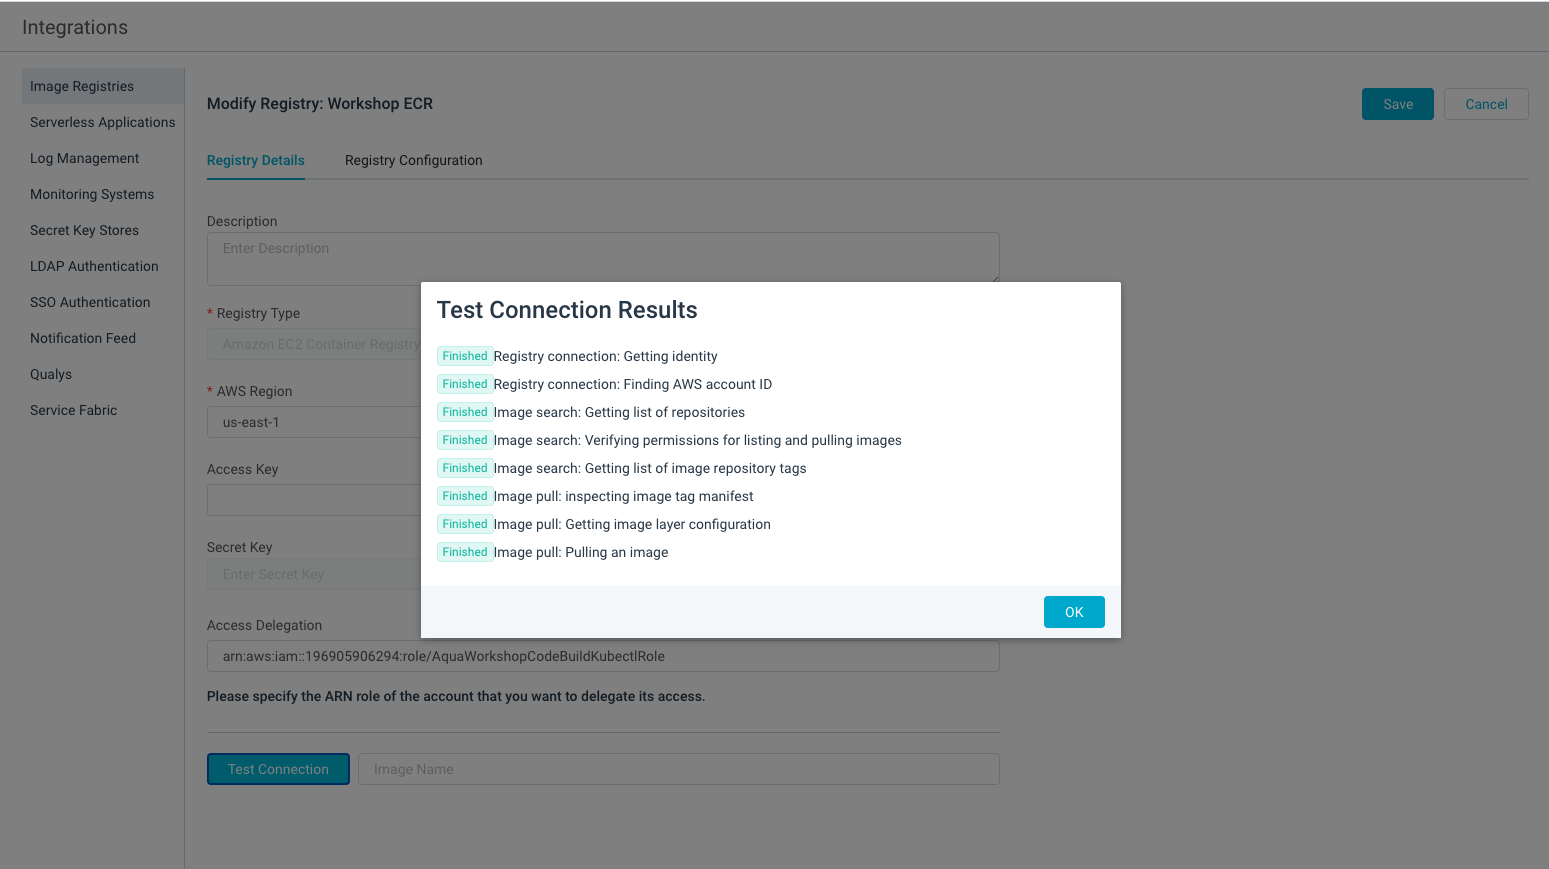 Integrations
Image Registries
Serverless Applications
Log Management
Monitoring Systems
Secret Key Stores
LDAP Authentication
SSO Authentication
Notification Feed
Qualys
Service Fabric
Modify Registry: Workshop ECR
Save
Cancel
Registry Details
Registry Configuration
Description
Enter Description
* Registry Type
Amazon EC2 Container Registry
* AWS Region
us-east-1
Access Key
Secret Key
Enter Secret Key
Access Delegation
arn:aws:iam::196905906294:role/AquaWorkshopCodeBuildKubectlRole
Please specify the ARN role of the account that you want to delegate its access.
Test Connection
Image Name
Test Connection Results
Finished Registry connection: Getting identity
Finished Registry connection: Finding AWS account ID
Finished Image search: Getting list of repositories
Finished Image search: Verifying permissions for listing and pulling images
Finished Image search: Getting list of image repository tags
Finished Image pull: inspecting image tag manifest
Finished Image pull: Getting image layer configuration
Finished Image pull: Pulling an image
OK